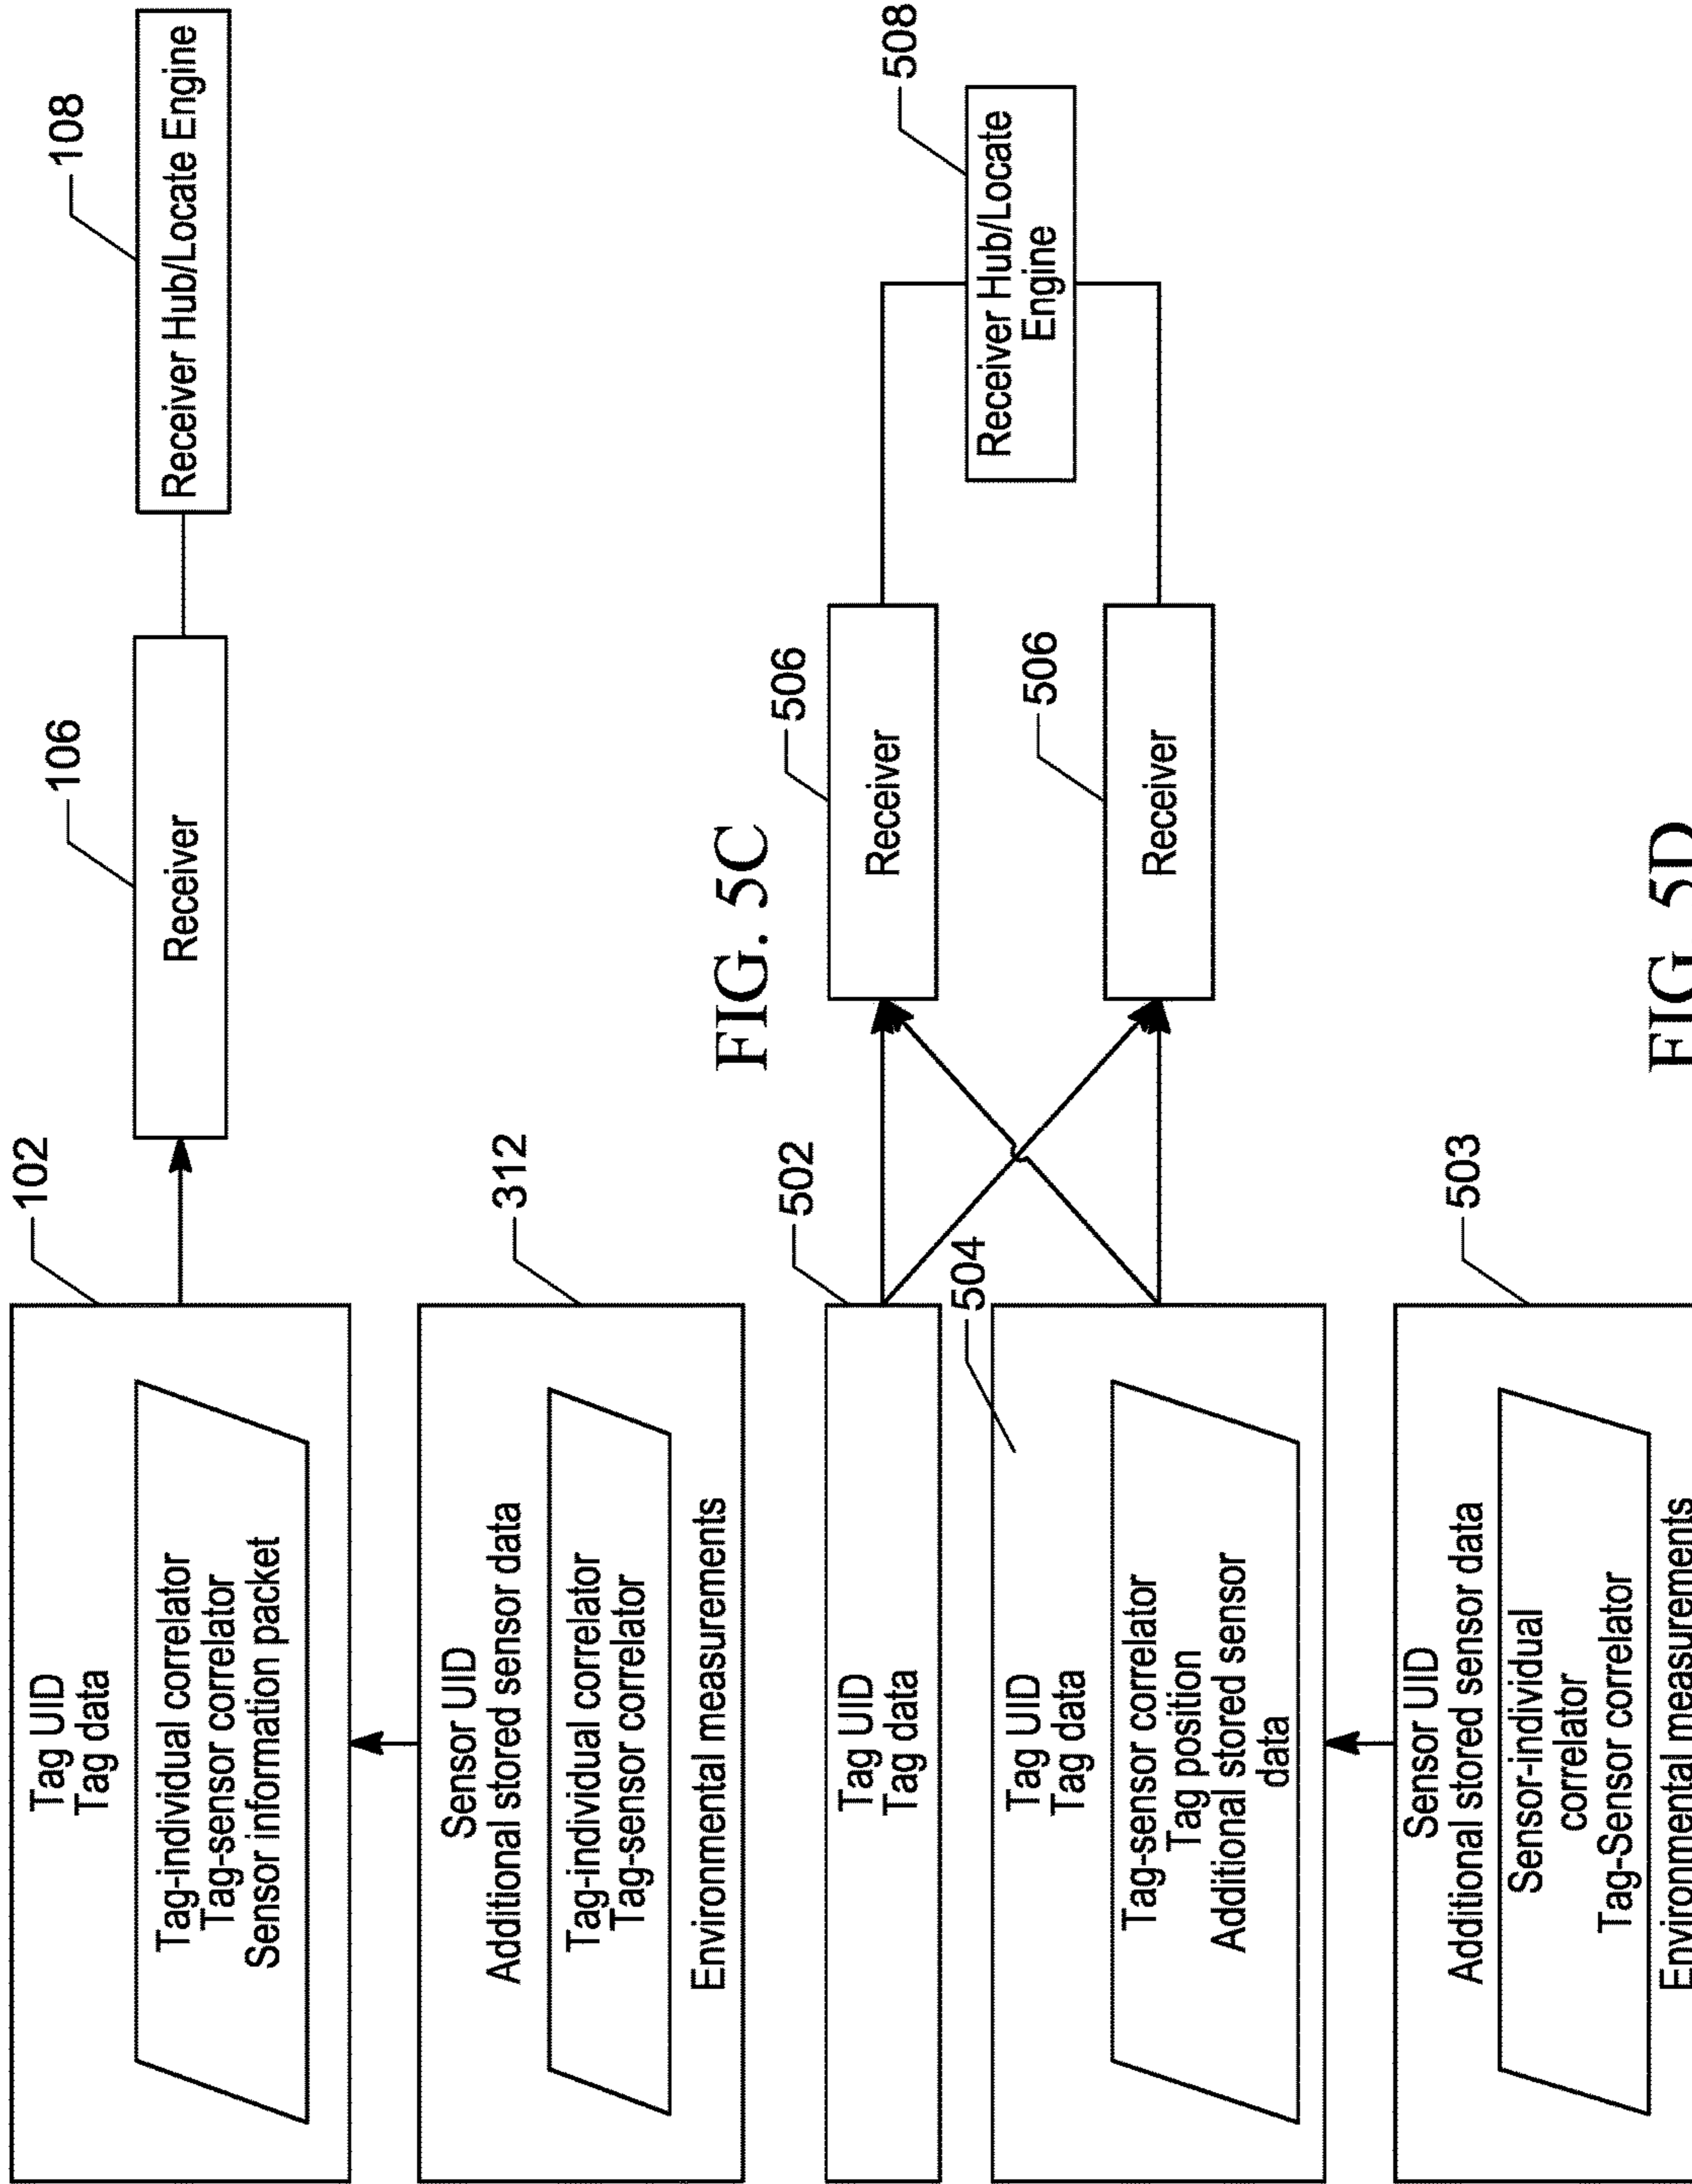 102
Tag UID
Tag data
Tag-individual correlator
Tag-sensor correlator
Sensor information packet
106
Receiver
108
Receiver Hub/Locate Engine
312
Sensor UID
Additional stored sensor data
Tag-individual correlator
Tag-sensor correlator
Environmental measurements
FIG. 5C
502
Tag UID
Tag data
504
Tag UID
Tag data
Tag-sensor correlator
Tag position
Additional stored sensor
data
506
Receiver
506
Receiver
508
Receiver Hub/Locate
Engine
503
Sensor UID
Additional stored sensor data
Sensor-individual
correlator
Tag-Sensor correlator
Environmental measurements
FIG. 5D